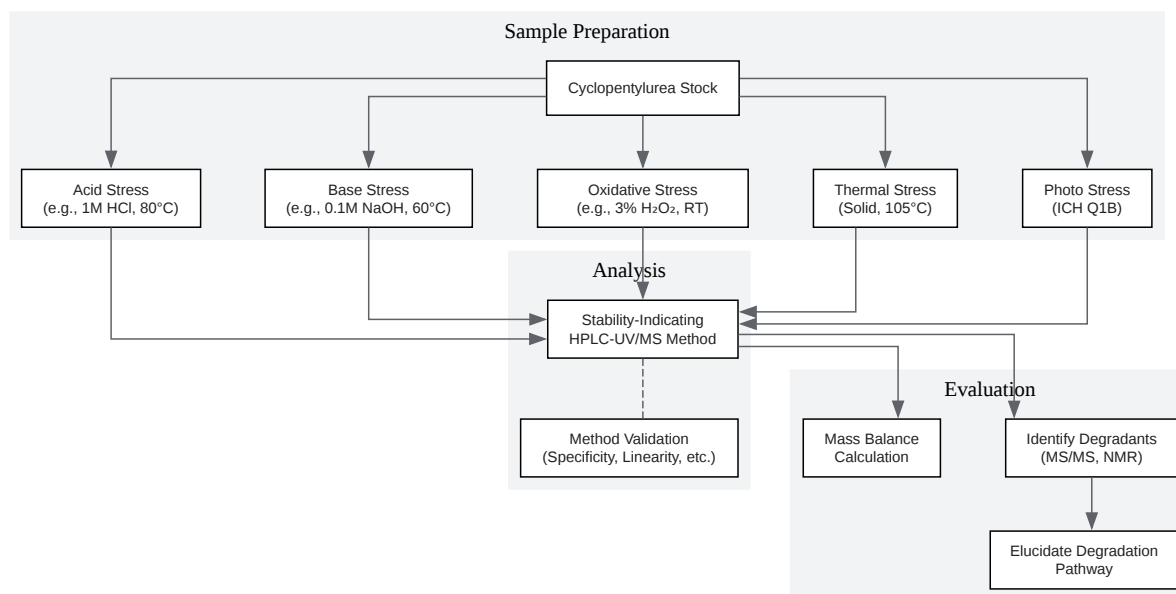 Sample Preparation
Cyclopentylurea Stock
Acid Stress
(e.g., 1M HCl, 80°C)
Base Stress
(e.g., 0.1M NaOH, 60°C)
Oxidative Stress
(e.g., 3% H₂O₂, RT)
Thermal Stress
(Solid, 105°C)
Photo Stress
(ICH Q1B)
Analysis
Stability-Indicating
HPLC-UV/MS Method
Method Validation
(Specificity, Linearity, etc.)
Evaluation
Mass Balance
Calculation
Identify Degradants
(MS/MS, NMR)
Elucidate Degradation
Pathway